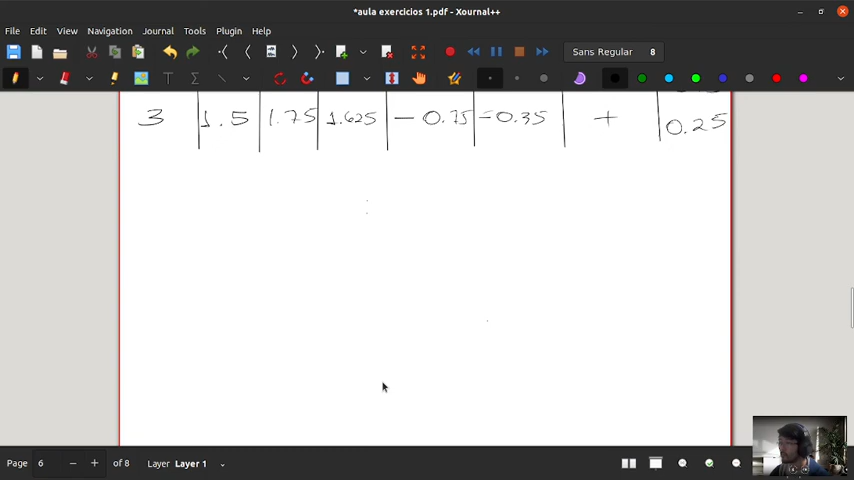 *aula exercicios 1.pdf - Xournal++
File Edit View Navigation Journal Tools Plugin Help
Sans Regular 8
3 1.5 1.75 1.625 -0.75 -0.35 + 0.25
Page 6 of 8 Layer Layer 1